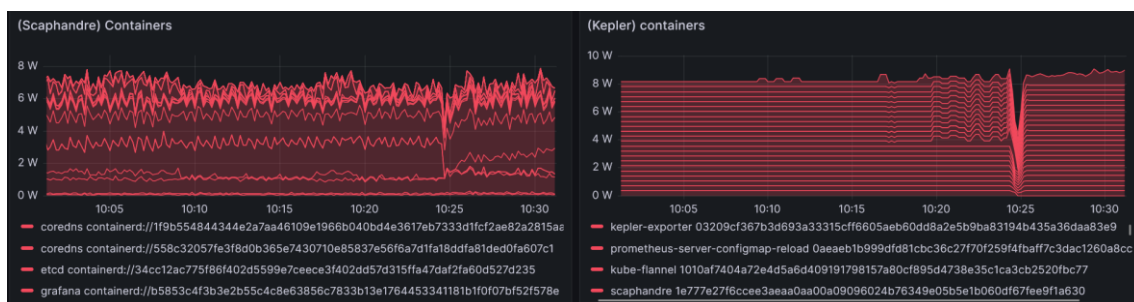 (Scaphandre) Containers
8 W
6 W
4 W
2 W
0 W
10:05 10:10 10:15 10:20 10:25 10:30
coredns containerd://1f9b554844344e2a7aa46109e1966b040bd4e3617eb7333d1fcf2ae82a2815aa
coredns containerd://558c32057fe3f8d0b365e7430710e85837e56f6a7d1fa18ddfa81ded0fa607c1
etcd containerd://34cc12ac775f86f402d5599e7ceece3f402dd57d315ffa47daf2fa60d527d235
grafana containerd://b5853c4f3b3e2b55c4c8e63856c7833b13e1764453341181b1f0f07bf52f578e
(Kepler) containers
10 W
8 W
6 W
4 W
2 W
0 W
10:05 10:10 10:15 10:20 10:25 10:30
kepler-exporter 03209cf367b3d693a33315cff6605aeb60dd8a2e5b9ba83194b435a36daa83e9
prometheus-server-configmap-reload 0aeaeb1b999dfd81cbc36c27f70f259f4fbaff7c3dac1260a8cc
kube-flannel 1010af7404a72e4d5a6d409191798157a80cf895d4738e35c1ca3cb2520fbc77
scaphandre 1e777e27f6ccee3aeaa0aa00a09096024b76349e05b5e1b060df67fee9f1a630